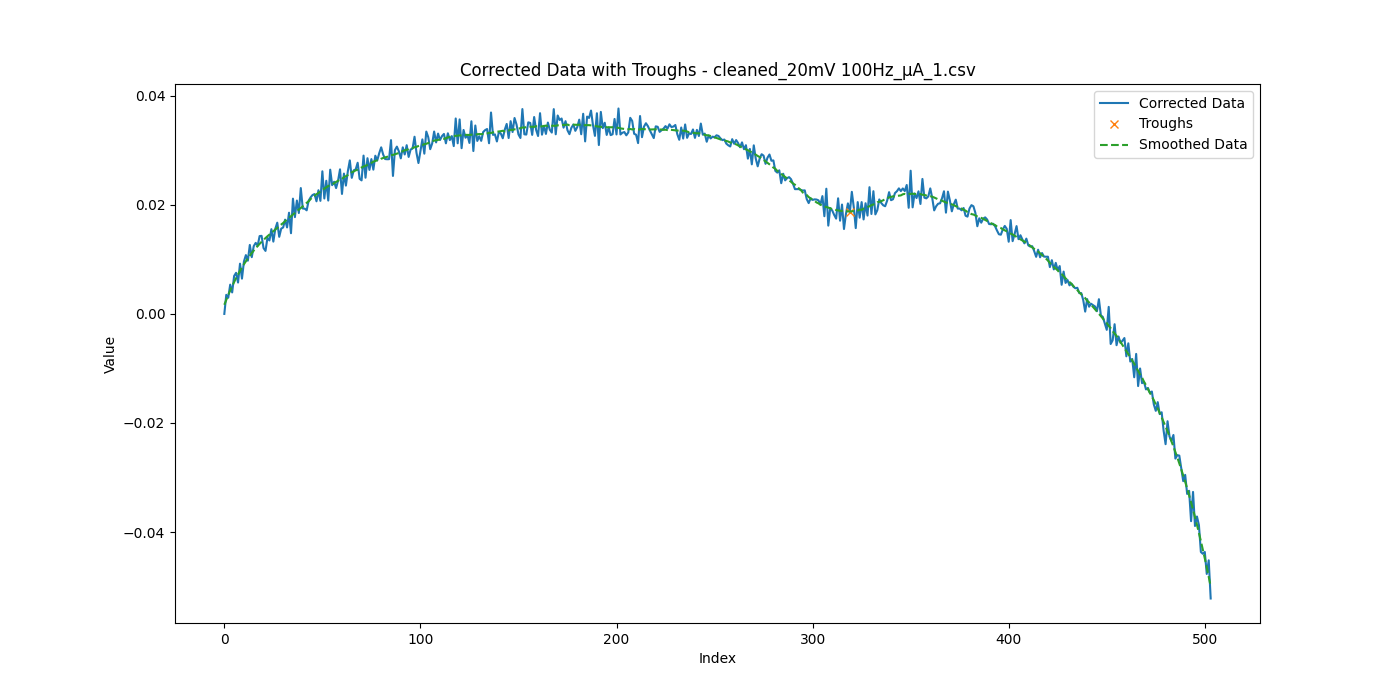 Corrected Data with Troughs - cleaned_20mV 100Hz_μA_1.csv
Corrected Data
Troughs
Smoothed Data
0.04
0.02
0.00
−0.02
−0.04
Value
0 100 200 300 400 500
Index